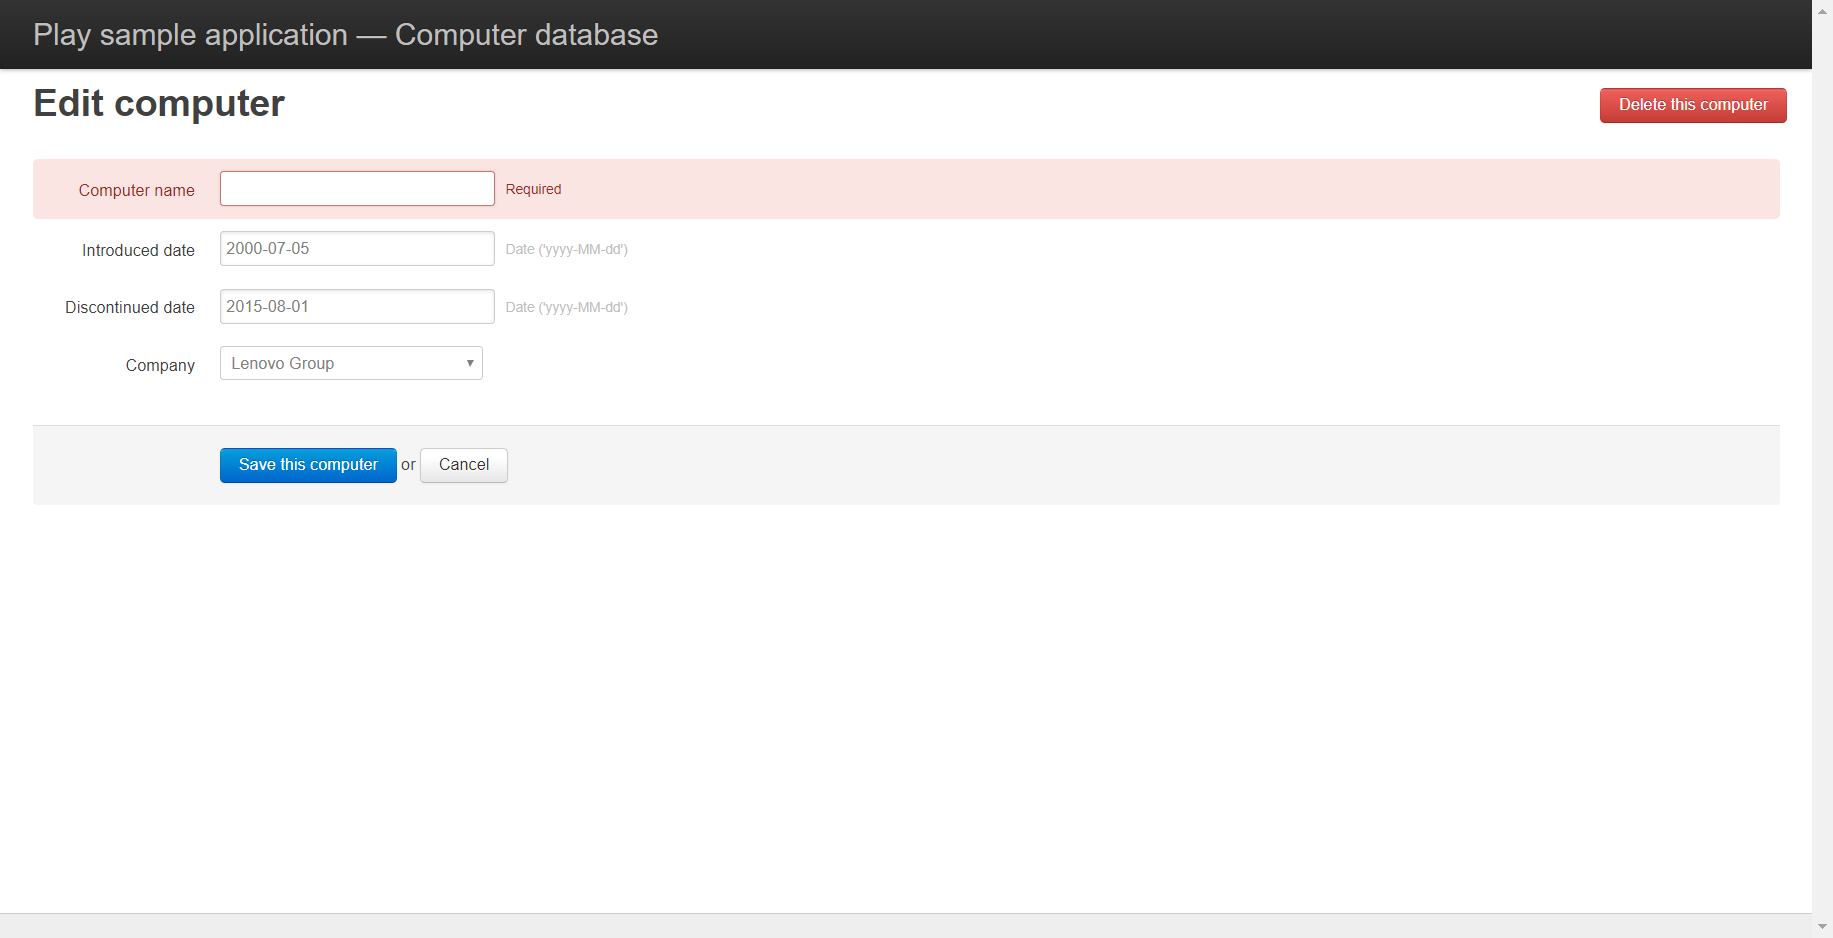 Play sample application — Computer database
Edit computer
Delete this computer
Computer name Required
Introduced date 2000-07-05 Date ('yyyy-MM-dd')
Discontinued date 2015-08-01 Date ('yyyy-MM-dd')
Company Lenovo Group
Save this computer or Cancel